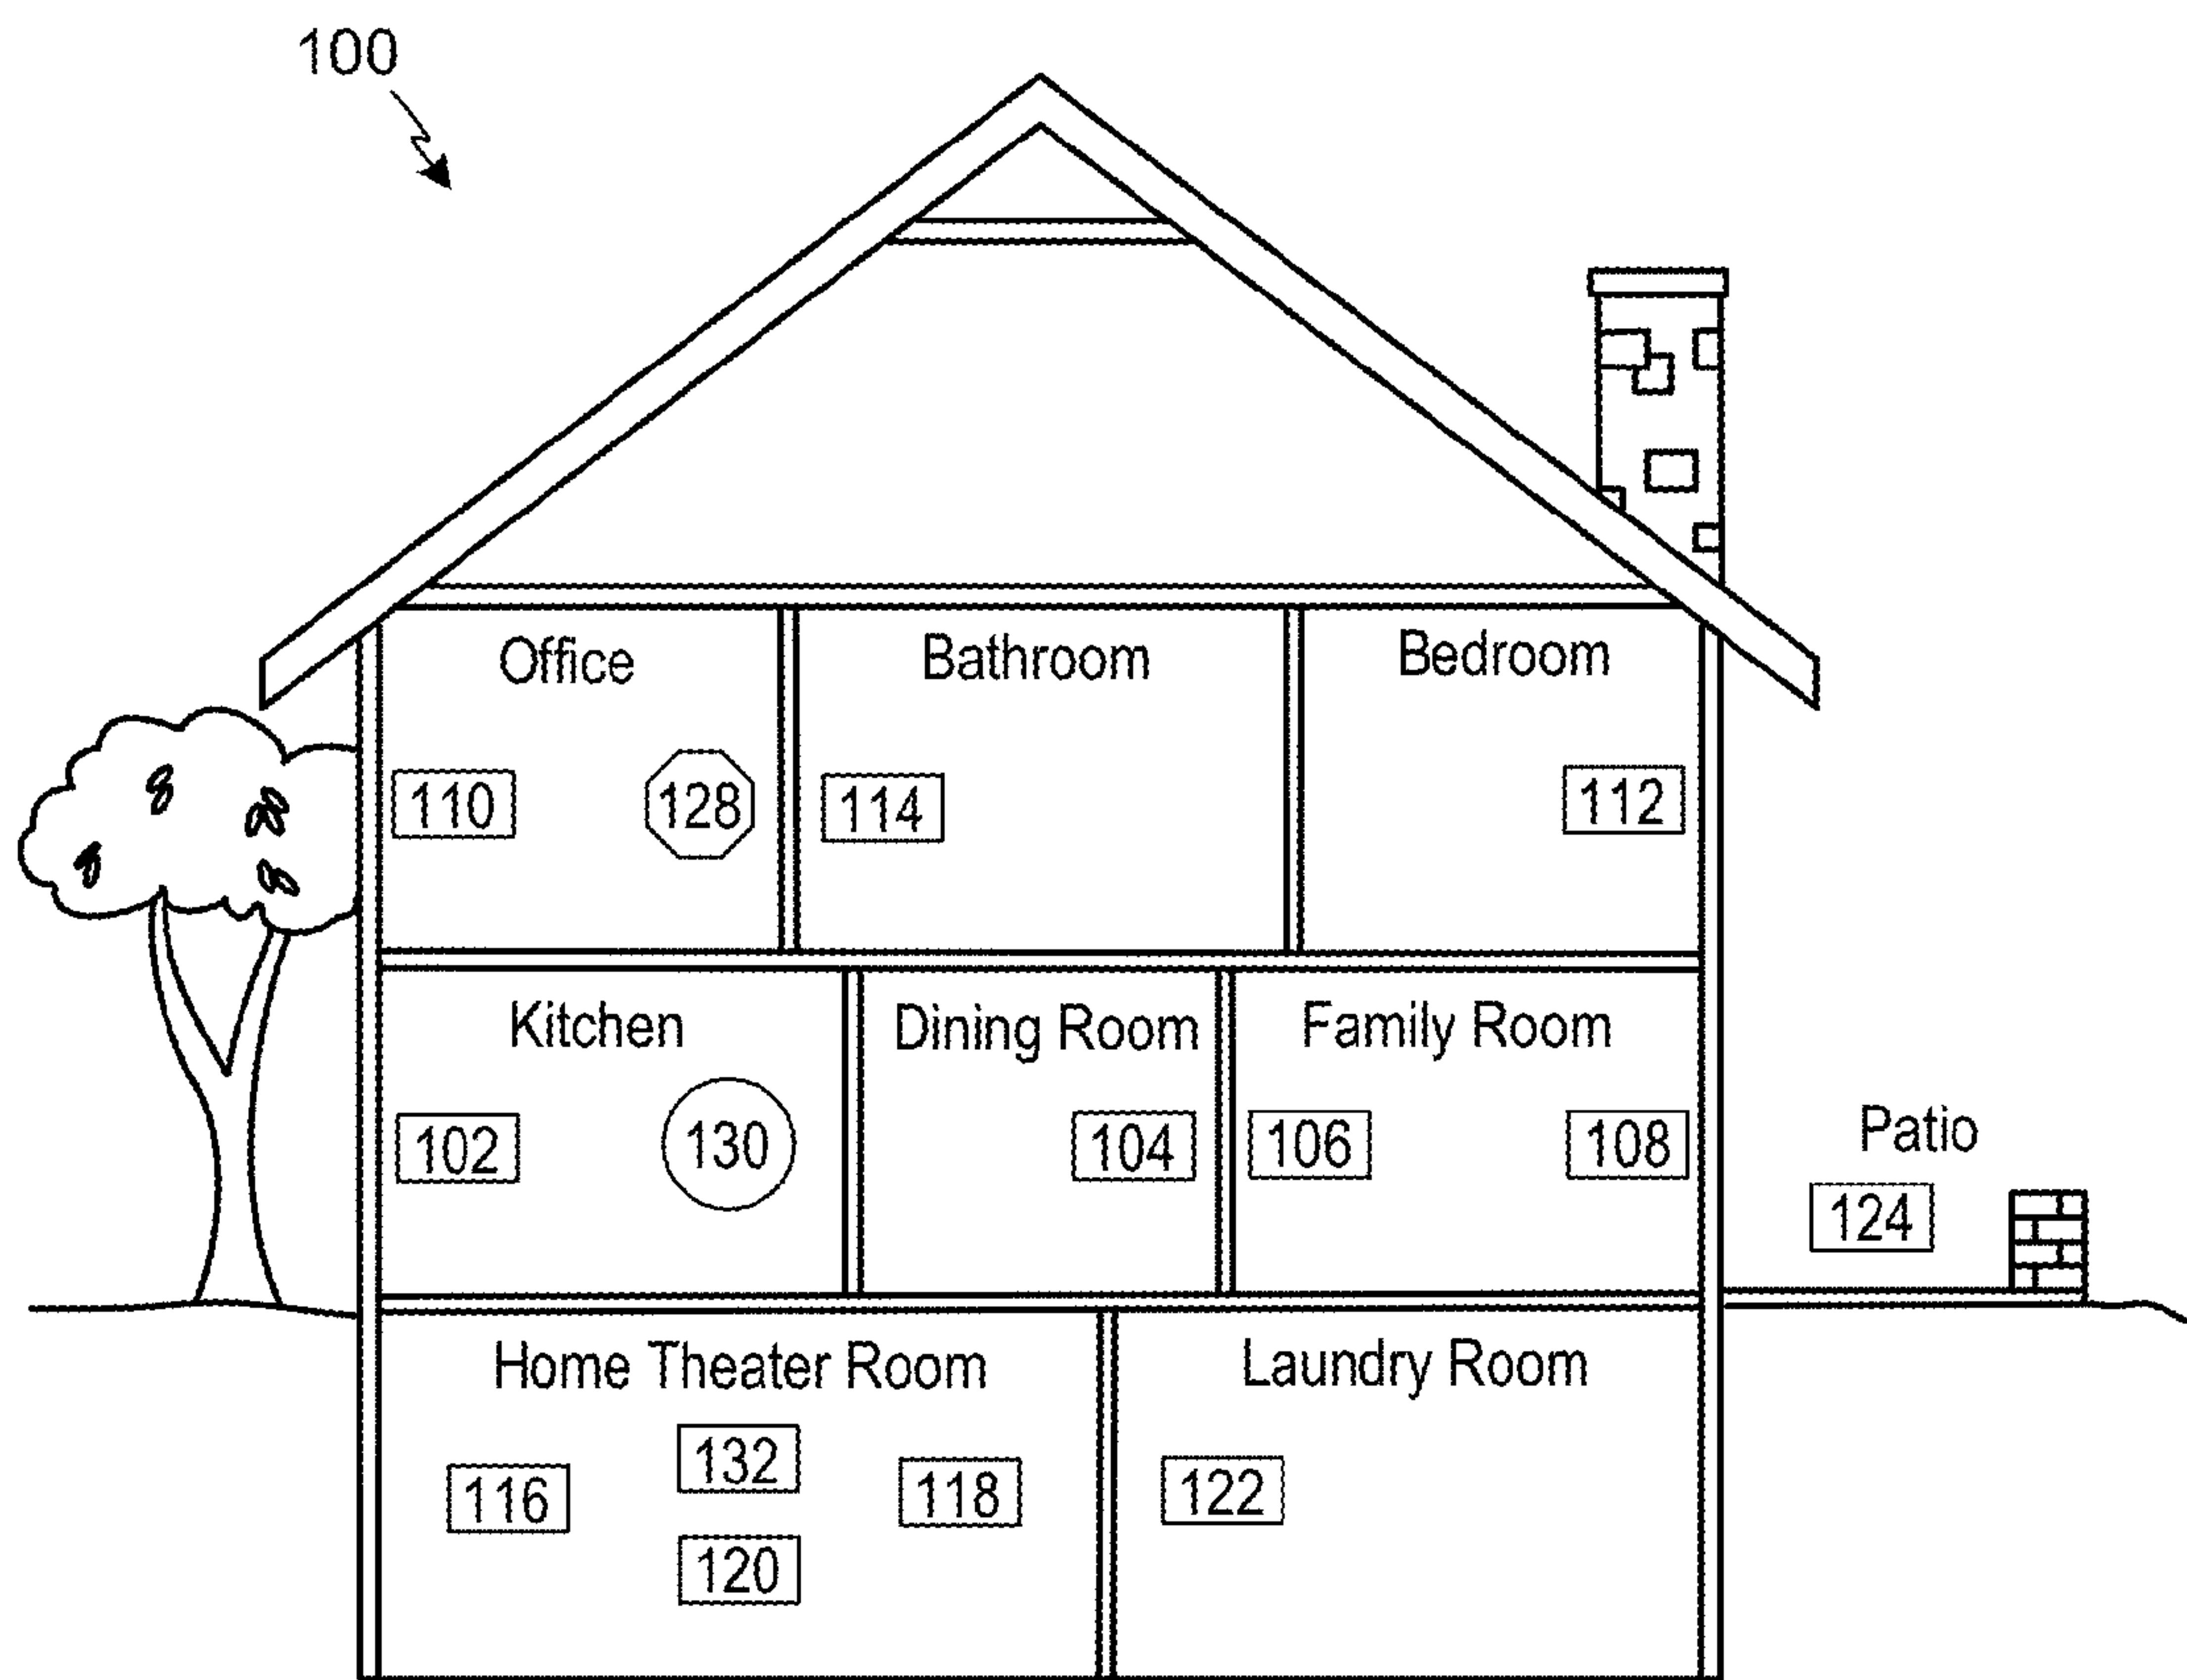 100
Office
Bathroom
Bedroom
110
128
114
112
Kitchen
Dining Room
Family Room
Patio
102
130
104
106
108
124
Home Theater Room
Laundry Room
132
116
118
122
120